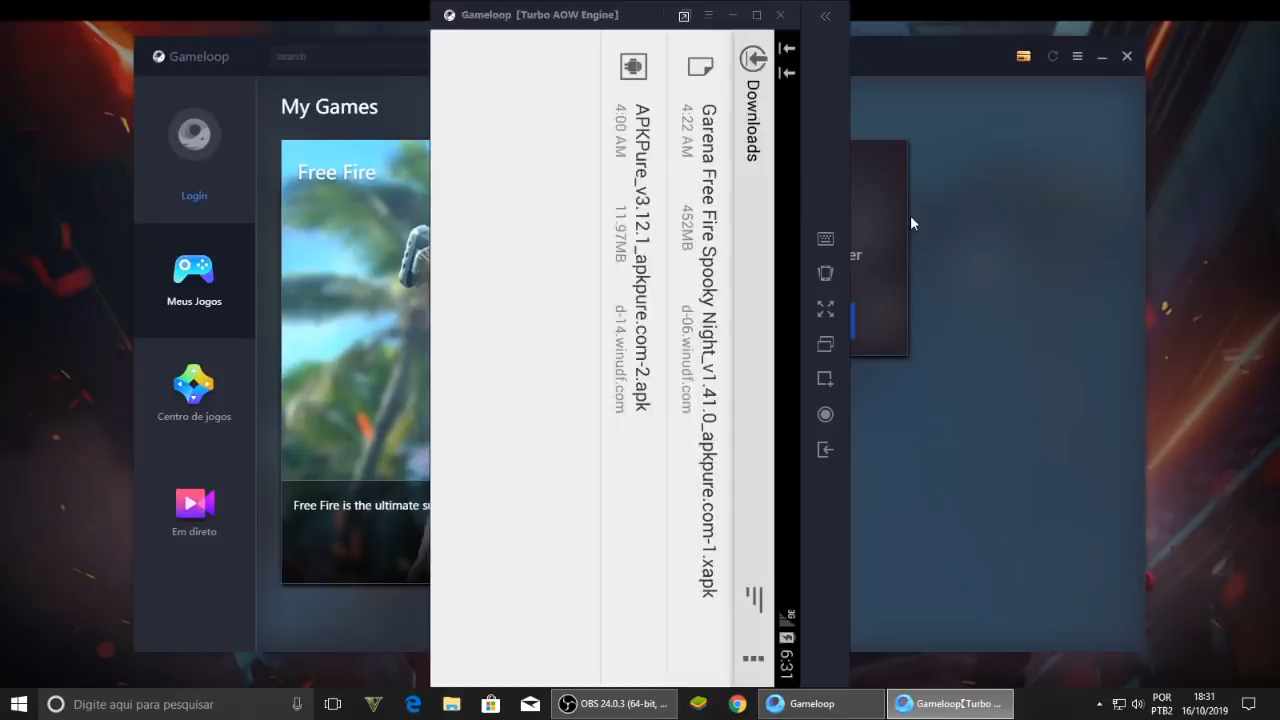 Gameloop [Turbo AOW Engine]
Gameloop
search
Login
Meus Jogos
Centro de jogos
Em direto
My Games
Free Fire
Free Fire is the ultimate su
Downloads
Garena Free Fire Spooky Night_v1.41.0_apkpure.com-1.xapk
4:22 AM 452MB d-06.winudf.com
APKPure_v3.12.1_apkpure.com-2.apk
4:00 AM 11.97MB d-14.winudf.com
3G
6:31
er
Digite aqui para pesquisar
OBS 24.0.3 (64-bit, ...
Gameloop
Gameloop【Turbo ...
POR
PTB2
18:31
16/10/2019